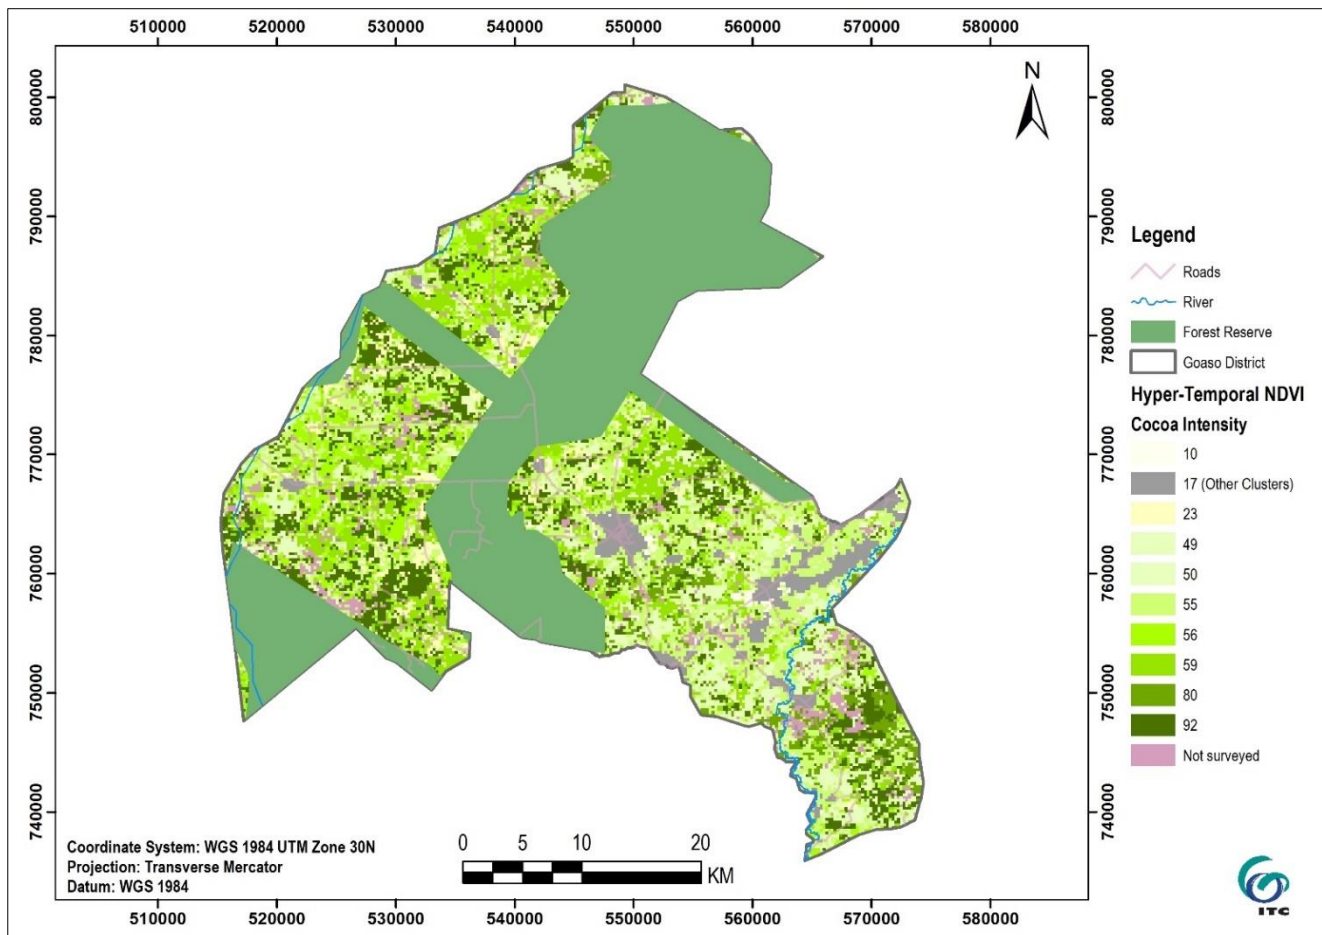 510000 520000 530000 540000 550000 560000 570000 580000
800000 790000 780000 770000 760000 750000 740000
N
800000 790000 780000 770000 760000 750000 740000
Legend
Roads
River
Forest Reserve
Goaso District
Hyper-Temporal NDVI
Cocoa Intensity
10
17 (Other Clusters)
23
49
50
55
56
59
80
92
Not surveyed
Coordinate System: WGS 1984 UTM Zone 30N
Projection: Transverse Mercator
Datum: WGS 1984
0 5 10 20
KM
ITC
510000 520000 530000 540000 550000 560000 570000 580000